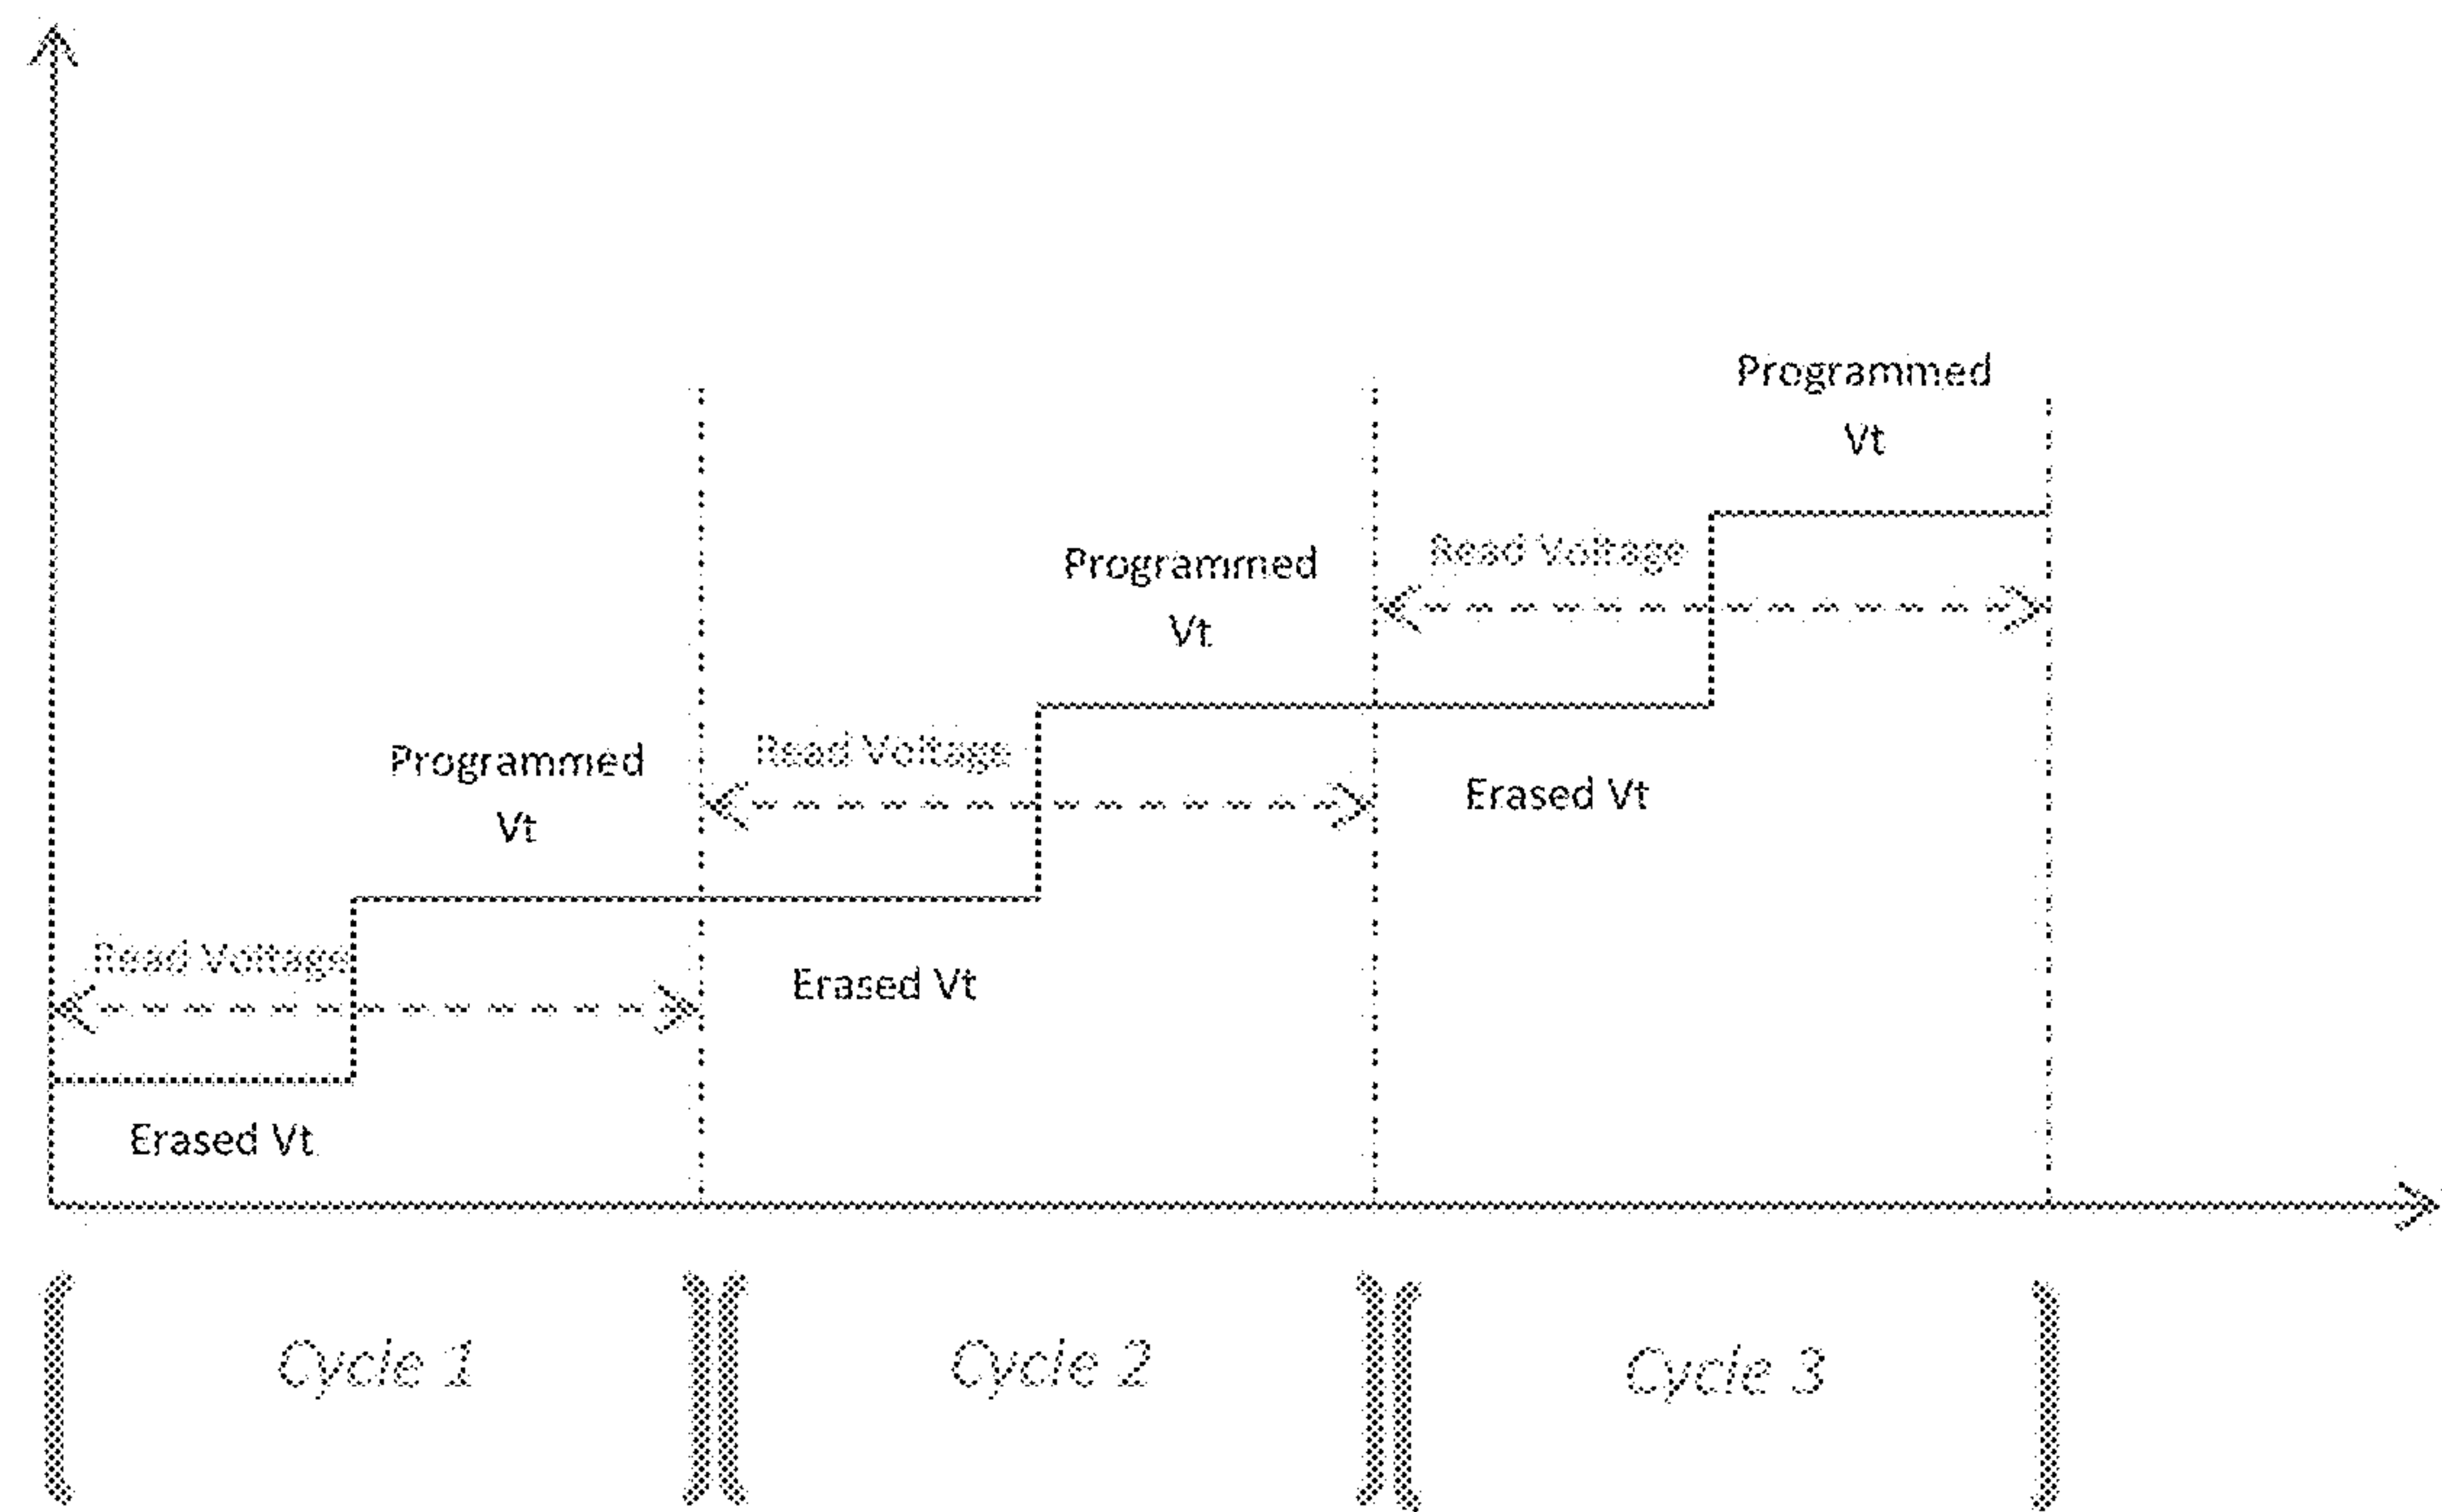 Programmed
Vt
Read Voltage
Programmed
Vt
Read Voltage
Programmed
Vt
Erased Vt
Read Voltage
Erased Vt
Erased Vt
Cycle 1
Cycle 2
Cycle 3